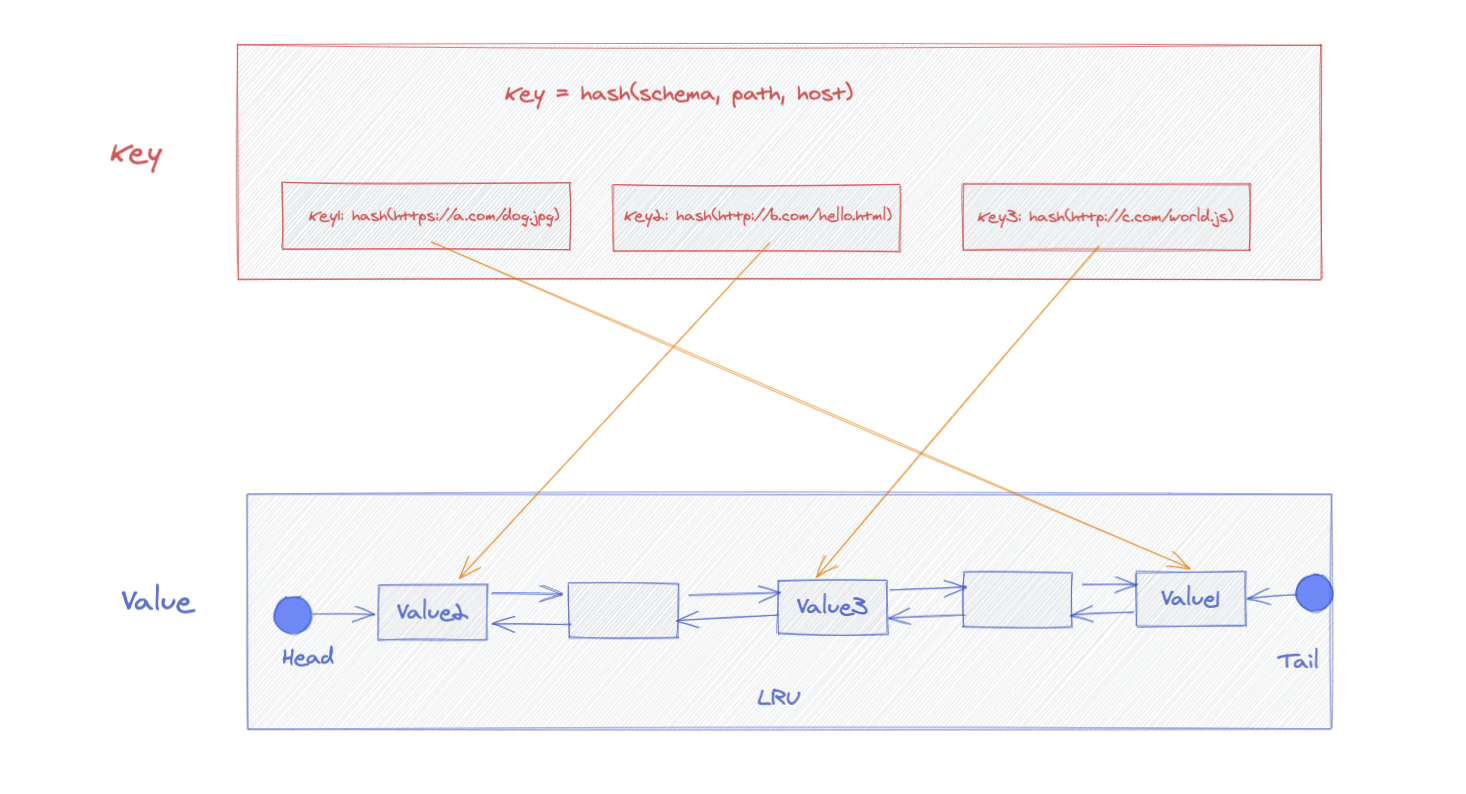 Key = hash(schema, path, host)
Key
Key1: hash(https://a.com/dog.jpg)
Key2: hash(http://b.com/hello.html)
Key3: hash(http://c.com/world.js)
Value
Value2
Value3
Value1
Head
Tail
LRU